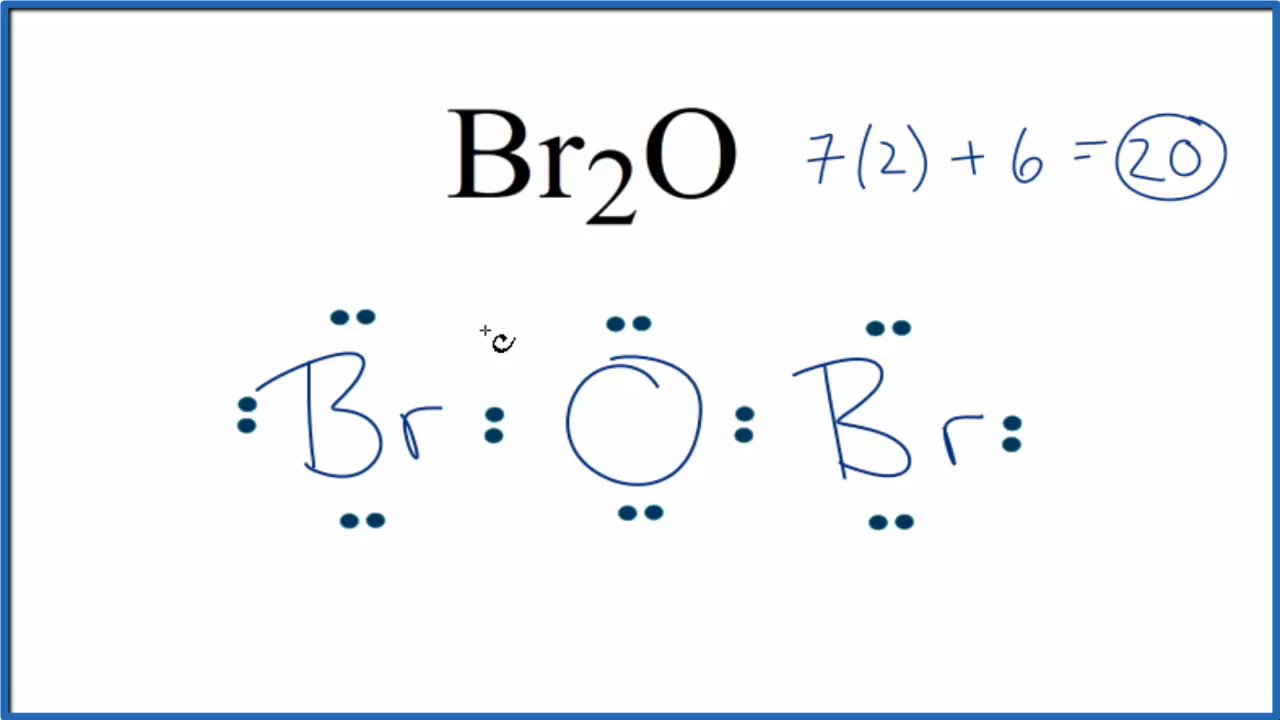 Br₂O 7(2) + 6 = 20
Br : O : Br